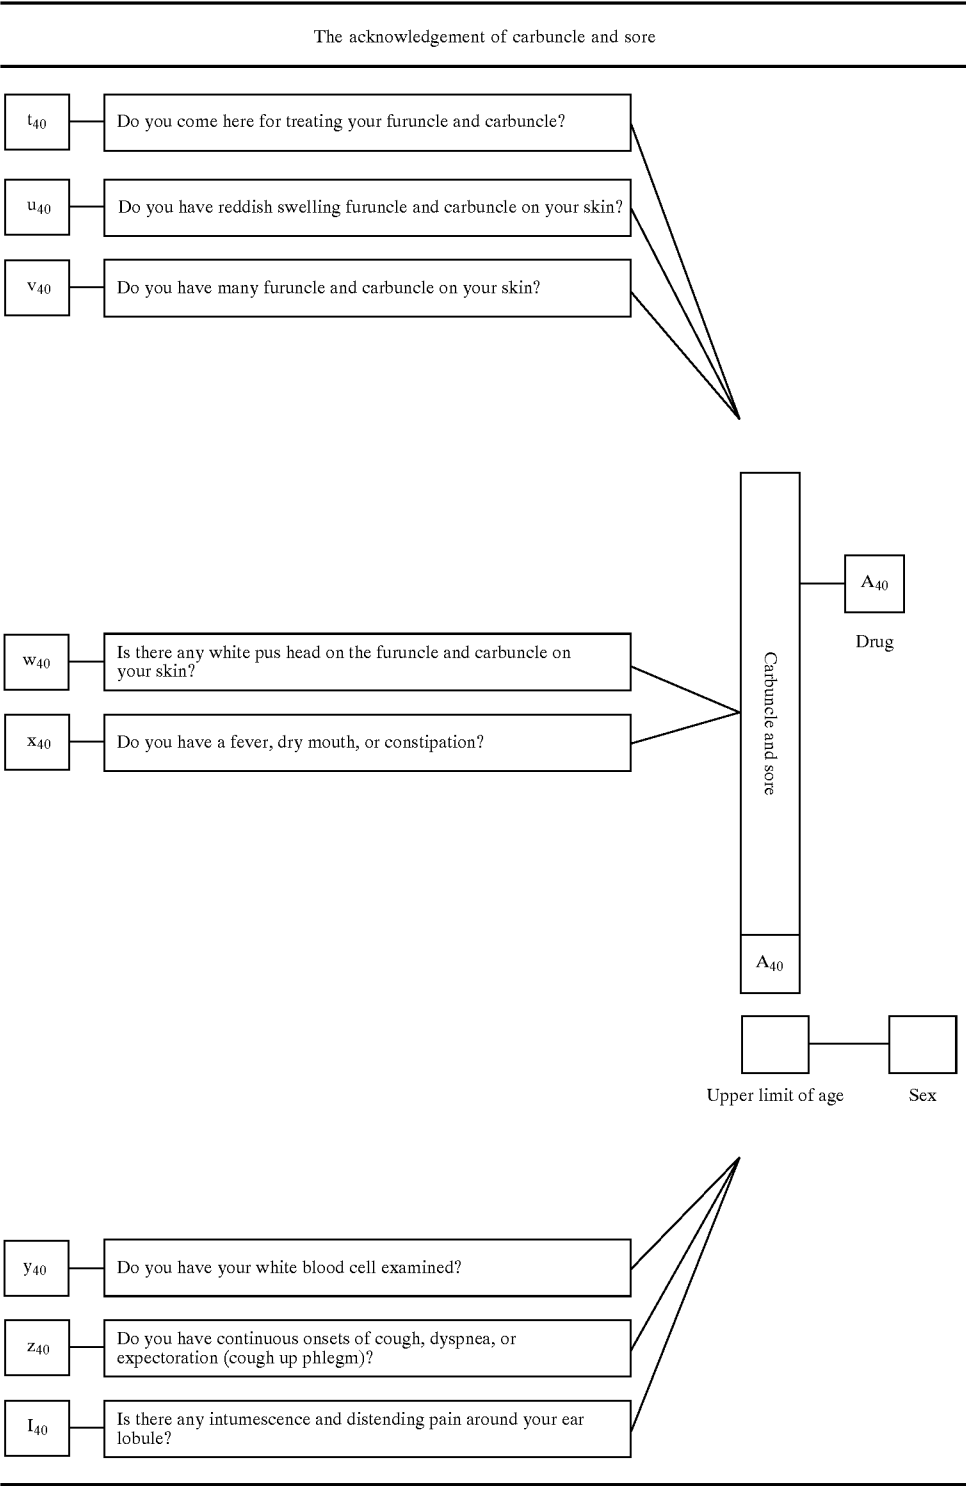 The acknowledgement of carbuncle and sore
t40
Do you come here for treating your furuncle and carbuncle?
u40
Do you have reddish swelling furuncle and carbuncle on your skin?
v40
Do you have many furuncle and carbuncle on your skin?
A40
Drug
w40
Is there any white pus head on the furuncle and carbuncle on
your skin?
Carbuncle and sore
x40
Do you have a fever, dry mouth, or constipation?
A40
Upper limit of age
Sex
y40
Do you have your white blood cell examined?
z40
Do you have continuous onsets of cough, dyspnea, or
expectoration (cough up phlegm)?
I40
Is there any intumescence and distending pain around your ear
lobule?